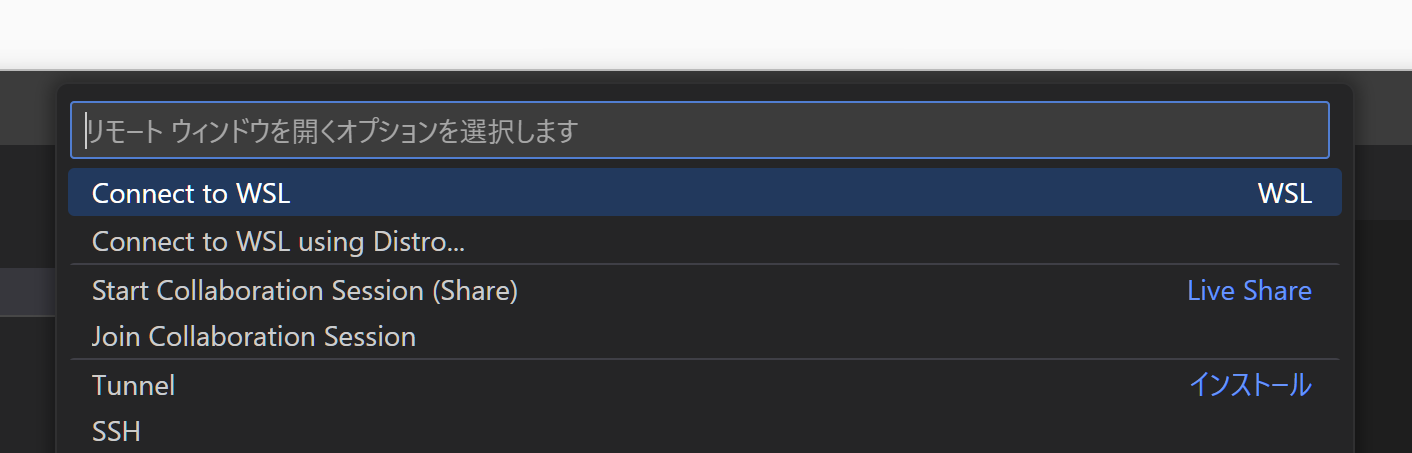 リモート ウィンドウを開くオプションを選択します
Connect to WSL WSL
Connect to WSL using Distro...
Start Collaboration Session (Share) Live Share
Join Collaboration Session
Tunnel インストール
SSH